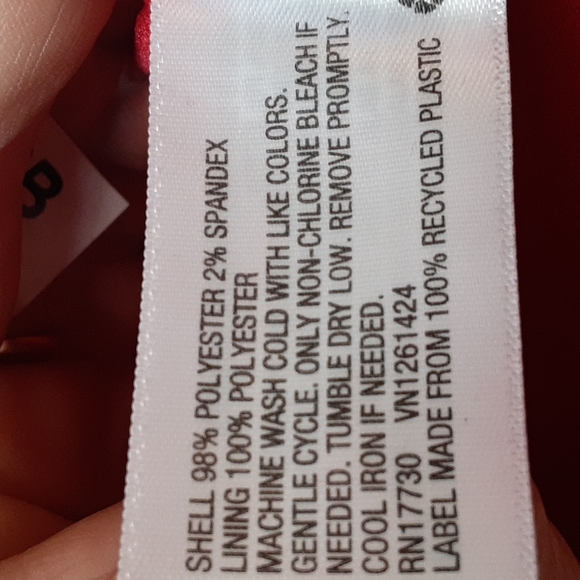 SHELL 98% POLYESTER 2% SPANDEX
LINING 100% POLYESTER
MACHINE WASH COLD WITH LIKE COLORS.
GENTLE CYCLE. ONLY NON-CHLORINE BLEACH IF
NEEDED. TUMBLE DRY LOW. REMOVE PROMPTLY.
COOL IRON IF NEEDED.
RN17730 VN1261424
LABEL MADE FROM 100% RECYCLED PLASTIC
8